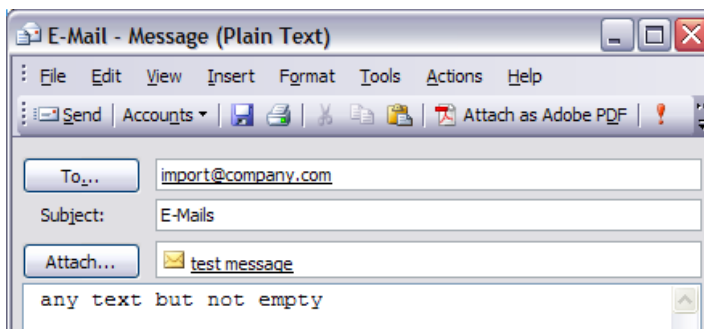 E-Mail - Message (Plain Text)
File Edit View Insert Format Tools Actions Help
Send Accounts Attach as Adobe PDF
To... import@company.com
Subject: E-Mails
Attach... test message
any text but not empty